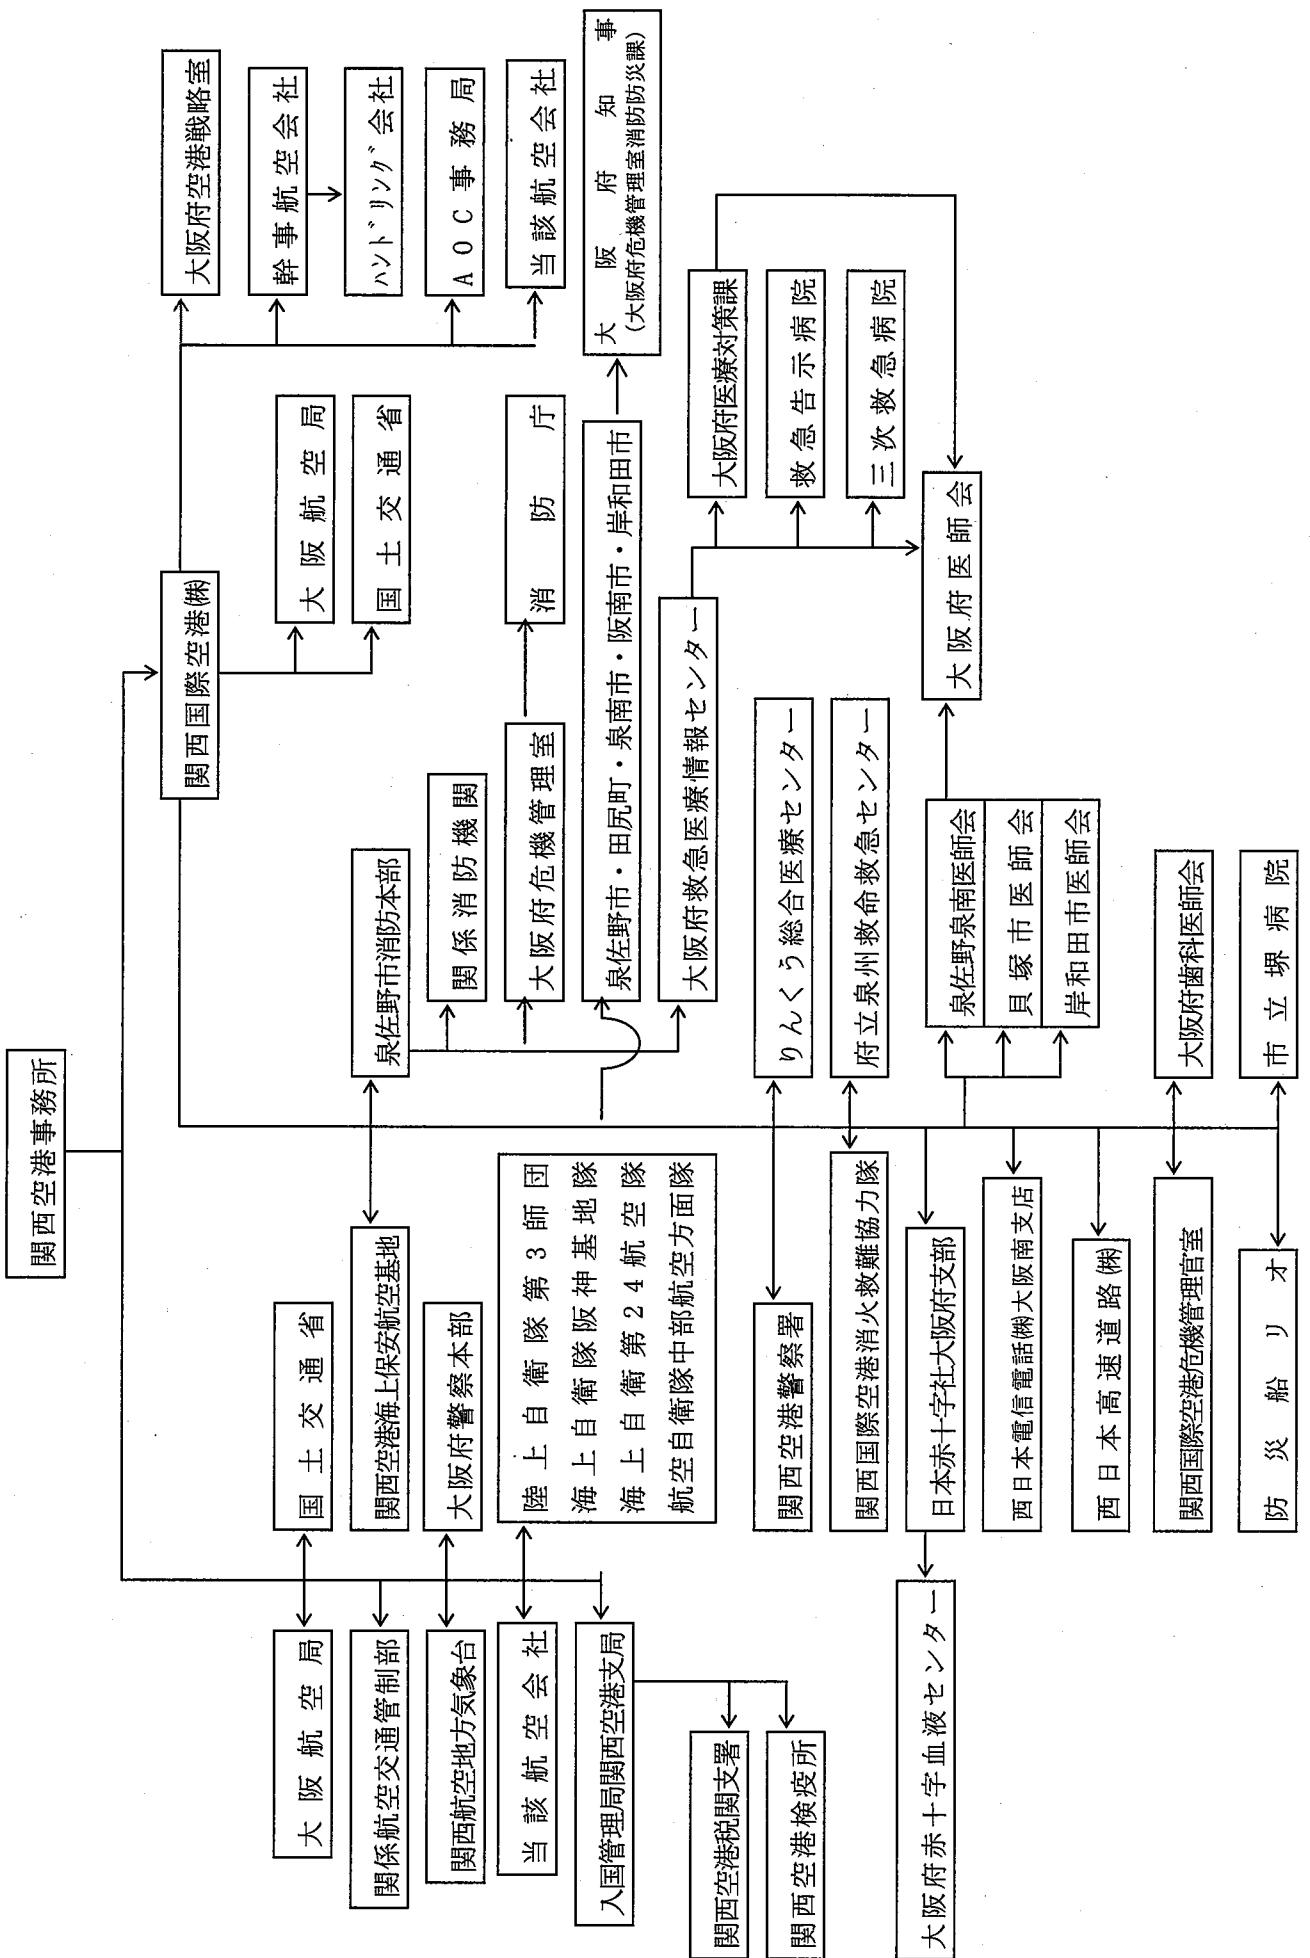 関西空港事務所
関西国際空港㈱
大阪府空港戦略室
幹事航空会社
ハンドリング会社
AOC事務局
当該航空会社
大阪航空局
国土交通省
泉佐野市消防本部
関係消防機関
大阪府危機管理室
消防庁
泉佐野市・田尻町・泉南市・阪南市・岸和田市
大阪府知事
(大阪府危機管理室消防防災課)
大阪府救急医療情報センター
大阪府医療対策課
救急告示病院
三次救急病院
大阪府医師会
りんくう総合医療センター
府立泉州救命救急センター
泉佐野泉南医師会
貝塚市医師会
岸和田市医師会
大阪府歯科医師会
市立堺病院
大阪航空局
国土交通省
関係航空交通管制部
関西空港海上保安航空基地
関西航空地方気象台
大阪府警察本部
当該航空会社
陸上自衛隊第3師団
海上自衛隊阪神基地隊
海上自衛第24航空隊
航空自衛隊中部航空方面隊
入国管理局関西空港支局
関西空港税関支署
関西空港検疫所
関西空港警察署
関西国際空港消火救難協力隊
日本赤十字社大阪府支部
大阪府赤十字血液センター
西日本電信電話㈱大阪南支店
西日本高速道路㈱
関西国際空港危機管理官室
防災船リオ